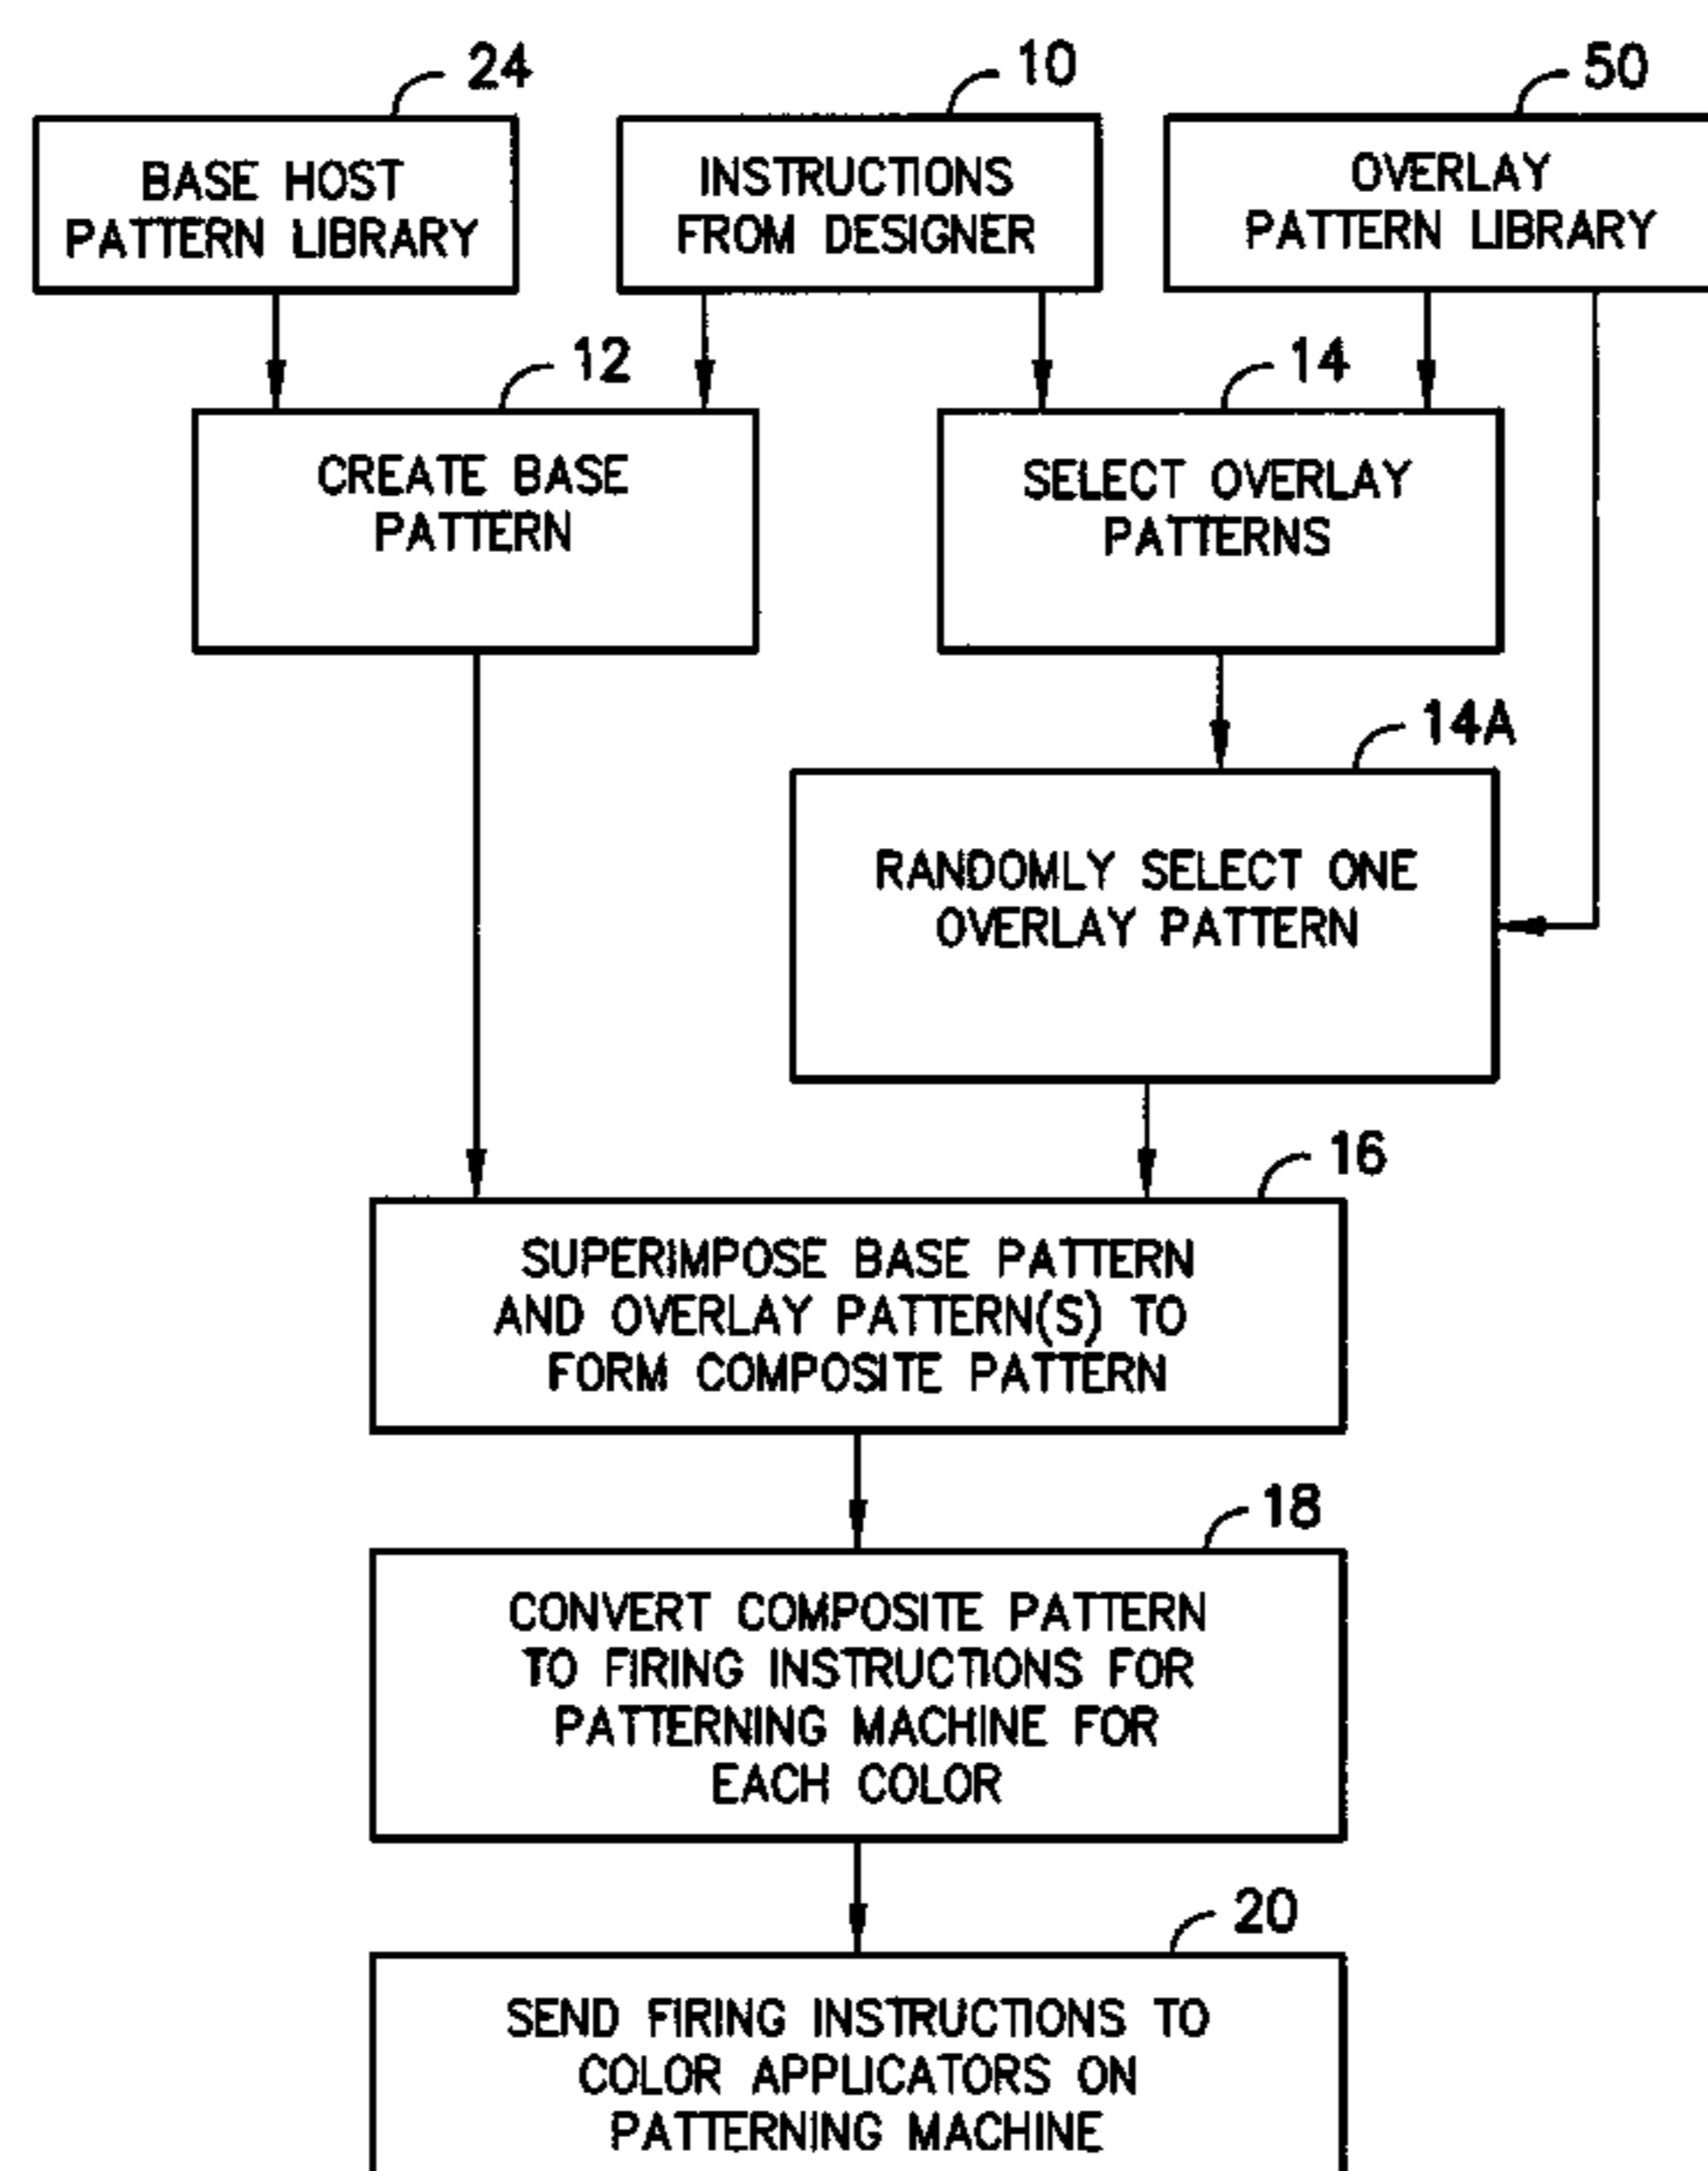 24
BASE HOST
PATTERN LIBRARY
10
INSTRUCTIONS
FROM DESIGNER
50
OVERLAY
PATTERN LIBRARY
12
CREATE BASE
PATTERN
14
SELECT OVERLAY
PATTERNS
14A
RANDOMLY SELECT ONE
OVERLAY PATTERN
16
SUPERIMPOSE BASE PATTERN
AND OVERLAY PATTERN(S) TO
FORM COMPOSITE PATTERN
18
CONVERT COMPOSITE PATTERN
TO FIRING INSTRUCTIONS FOR
PATTERNING MACHINE FOR
EACH COLOR
20
SEND FIRING INSTRUCTIONS TO
COLOR APPLICATORS ON
PATTERNING MACHINE